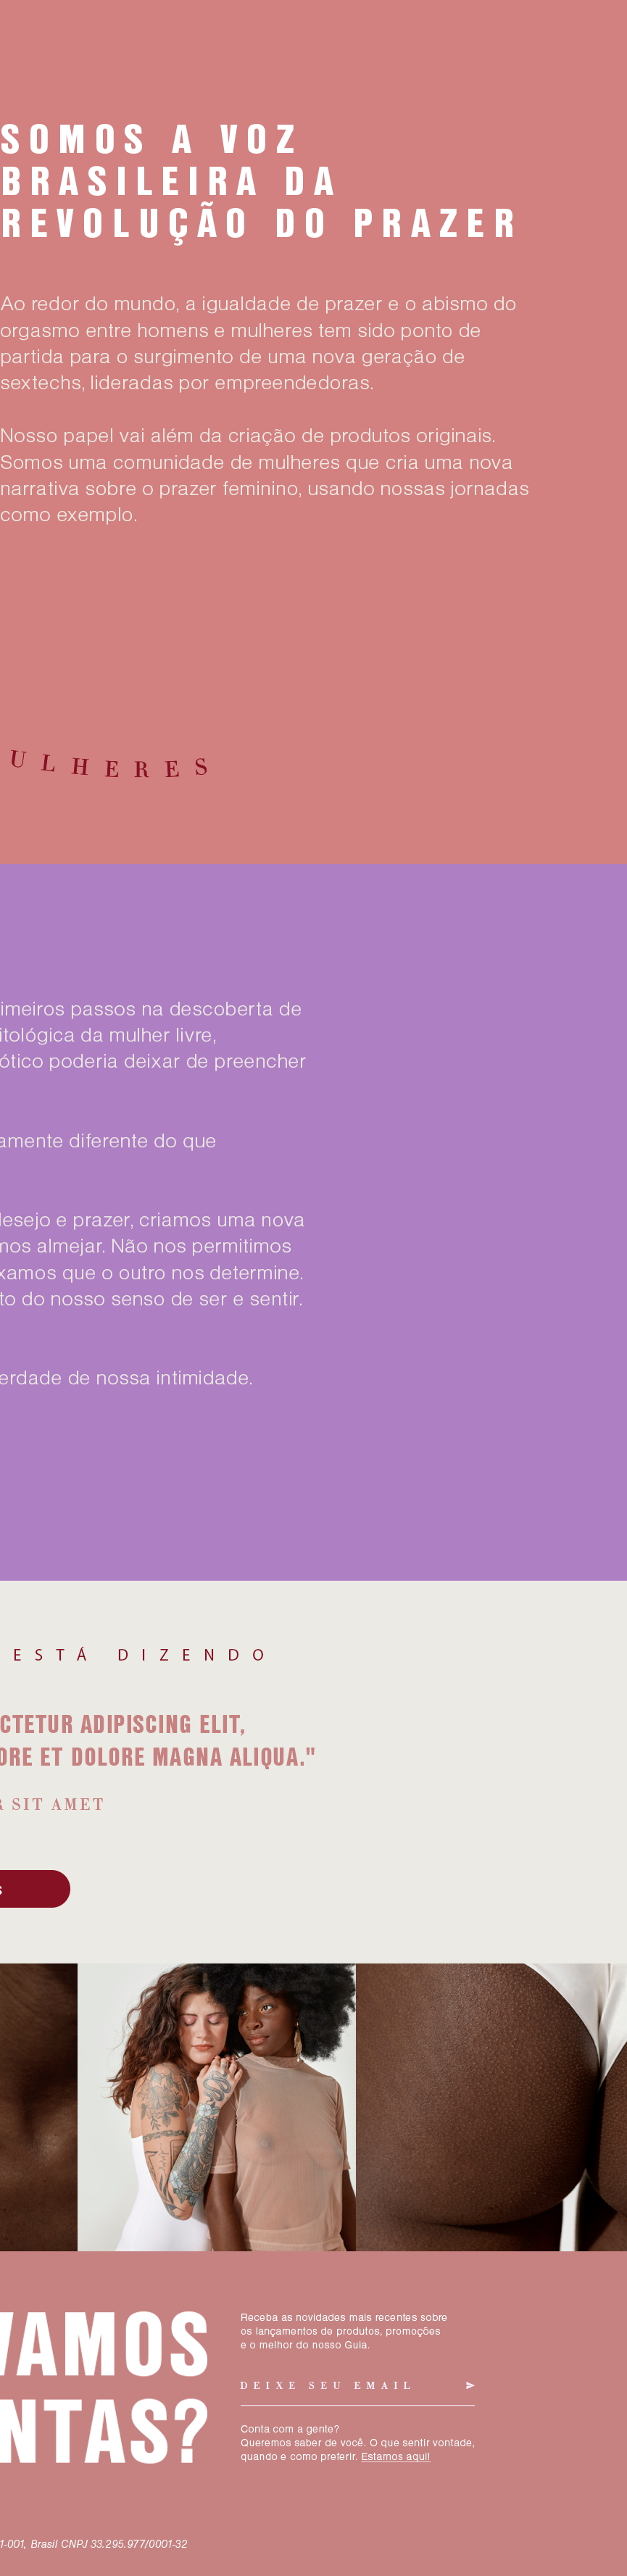 SOMOS A VOZ
BRASILEIRA DA
REVOLUÇÃO DO PRAZER
Ao redor do mundo, a igualdade de prazer e o abismo do
orgasmo entre homens e mulheres tem sido ponto de
partida para o surgimento de uma nova geração de
sextechs, lideradas por empreendedoras.
Nosso papel vai além da criação de produtos originais.
Somos uma comunidade de mulheres que cria uma nova
narrativa sobre o prazer feminino, usando nossas jornadas
como exemplo.
ULHERES
imeiros passos na descoberta de
itológica da mulher livre,
ótico poderia deixar de preencher
amente diferente do que
desejo e prazer, criamos uma nova
mos almejar. Não nos permitimos
xamos que o outro nos determine.
to do nosso senso de ser e sentir.
erdade de nossa intimidade.
ESTÁ DIZENDO
CTETUR ADIPISCING ELIT,
ORE ET DOLORE MAGNA ALIQUA."
R SIT AMET
s
VAMOS
NTAS?
Receba as novidades mais recentes sobre
os lançamentos de produtos, promoções
e o melhor do nosso Guia.
DEIXE SEU EMAIL
Conta com a gente?
Queremos saber de você. O que sentir vontade,
quando e como preferir. Estamos aqui!
1-001, Brasil CNPJ 33.295.977/0001-32